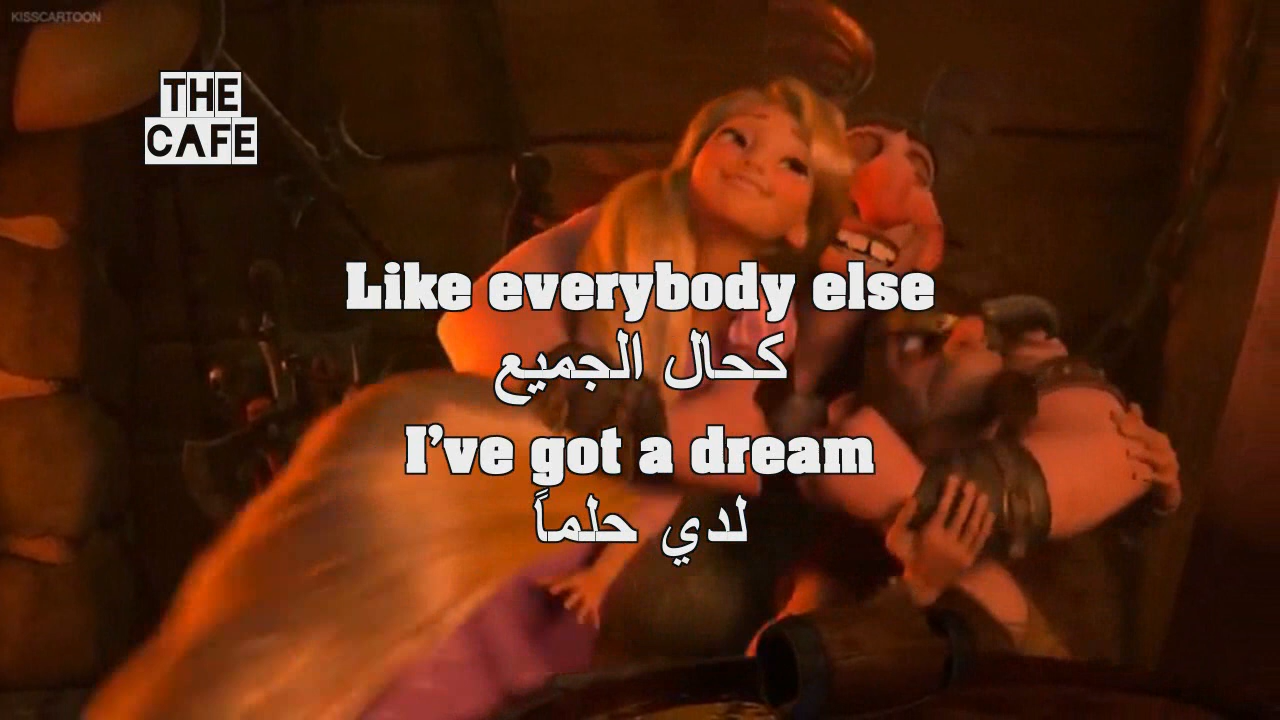 KISSCARTOON
THE
CAFE
Like everybody else
كحال الجميع
I've got a dream
لدي حلماً